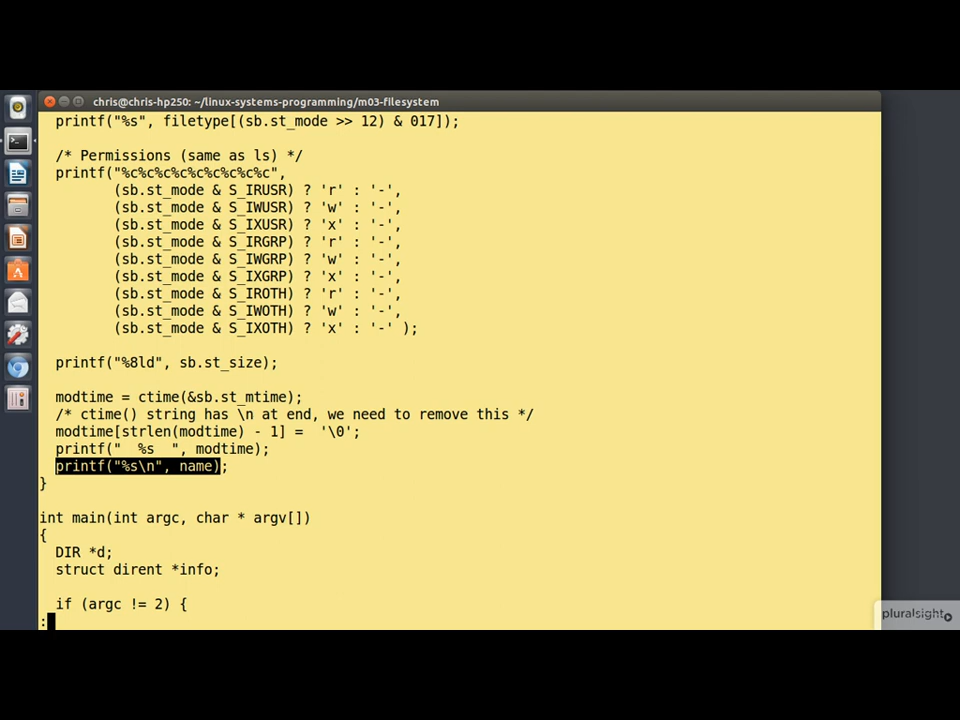 chris@chris-hp250: ~/linux-systems-programming/m03-filesystem
printf("%s", filetype[(sb.st_mode >> 12) & 017]);
/* Permissions (same as ls) */
printf("%c%c%c%c%c%c%c%c%c",
(sb.st_mode & S_IRUSR) ? 'r' : '-',
(sb.st_mode & S_IWUSR) ? 'w' : '-',
(sb.st_mode & S_IXUSR) ? 'x' : '-',
(sb.st_mode & S_IRGRP) ? 'r' : '-',
(sb.st_mode & S_IWGRP) ? 'w' : '-',
(sb.st_mode & S_IXGRP) ? 'x' : '-',
(sb.st_mode & S_IROTH) ? 'r' : '-',
(sb.st_mode & S_IWOTH) ? 'w' : '-',
(sb.st_mode & S_IXOTH) ? 'x' : '-' );
printf("%8ld", sb.st_size);
modtime = ctime(&sb.st_mtime);
/* ctime() string has \n at end, we need to remove this */
modtime[strlen(modtime) - 1] =  '\0';
printf("  %s  ", modtime);
printf("%s\n", name);
}
int main(int argc, char * argv[])
{
DIR *d;
struct dirent *info;
if (argc != 2) {
:
pluralsight